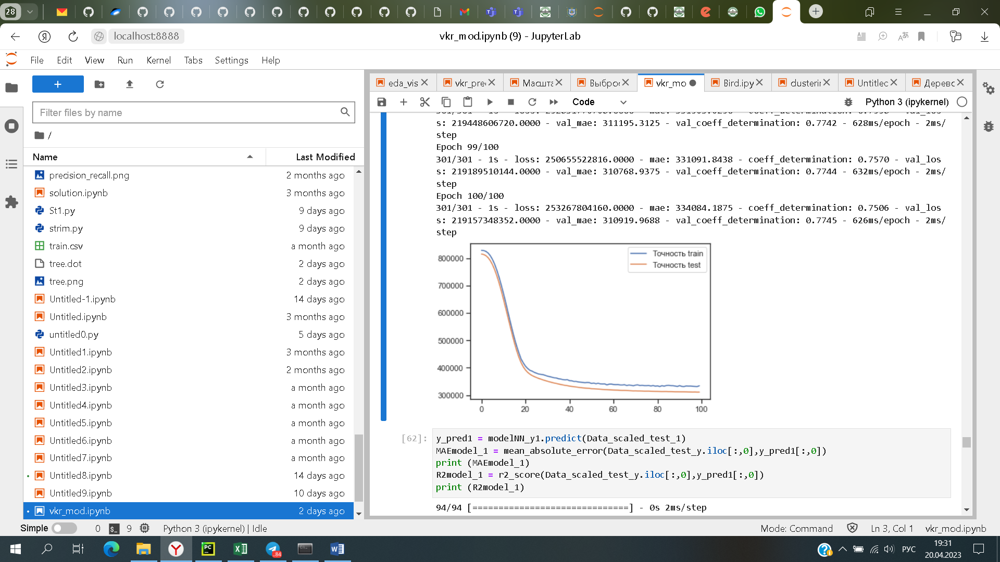 28
localhost:8888
vkr_mod.ipynb (9) - JupyterLab
File Edit View Run Kernel Tabs Settings Help
Filter files by name
/
Name Last Modified
precision_recall.png 2 months ago
solution.ipynb 3 months ago
St1.py 9 days ago
strim.py 9 days ago
train.csv a month ago
tree.dot 2 days ago
tree.png 2 days ago
Untitled-1.ipynb 14 days ago
Untitled.ipynb 3 months ago
untitled0.py 5 days ago
Untitled1.ipynb 3 months ago
Untitled2.ipynb 2 months ago
Untitled3.ipynb a month ago
Untitled4.ipynb a month ago
Untitled5.ipynb a month ago
Untitled6.ipynb a month ago
Untitled7.ipynb a month ago
Untitled8.ipynb 14 days ago
Untitled9.ipynb 10 days ago
vkr_mod.ipynb 2 days ago
eda_vis vkr_pre Масшта Выброс vkr_mo Bird.ipy clusterin Untitled Дерево
Code Python 3 (ipykernel)
s: 219448606720.0000 - val_mae: 311195.3125 - val_coeff_determination: 0.7742 - 628ms/epoch - 2ms/
step
Epoch 99/100
301/301 - 1s - loss: 250655522816.0000 - mae: 331091.8438 - coeff_determination: 0.7570 - val_los
s: 219189510144.0000 - val_mae: 310768.9375 - val_coeff_determination: 0.7744 - 632ms/epoch - 2ms/
step
Epoch 100/100
301/301 - 1s - loss: 253267804160.0000 - mae: 334084.1875 - coeff_determination: 0.7506 - val_los
s: 219157348352.0000 - val_mae: 310919.9688 - val_coeff_determination: 0.7745 - 626ms/epoch - 2ms/
step
Точность train
Точность test
800000
700000
600000
500000
400000
300000
0 20 40 60 80 100
[62]:
y_pred1 = modelNN_y1.predict(Data_scaled_test_1)
MAEmodel_1 = mean_absolute_error(Data_scaled_test_y.iloc[:,0],y_pred1[:,0])
print (MAEmodel_1)
R2model_1 = r2_score(Data_scaled_test_y.iloc[:,0],y_pred1[:,0])
print (R2model_1)
94/94 [==============================] - 0s 2ms/step
Simple 0 9 Python 3 (ipykernel) | Idle Mode: Command Ln 3, Col 1 vkr_mod.ipynb
84
РУС
19:31
20.04.2023